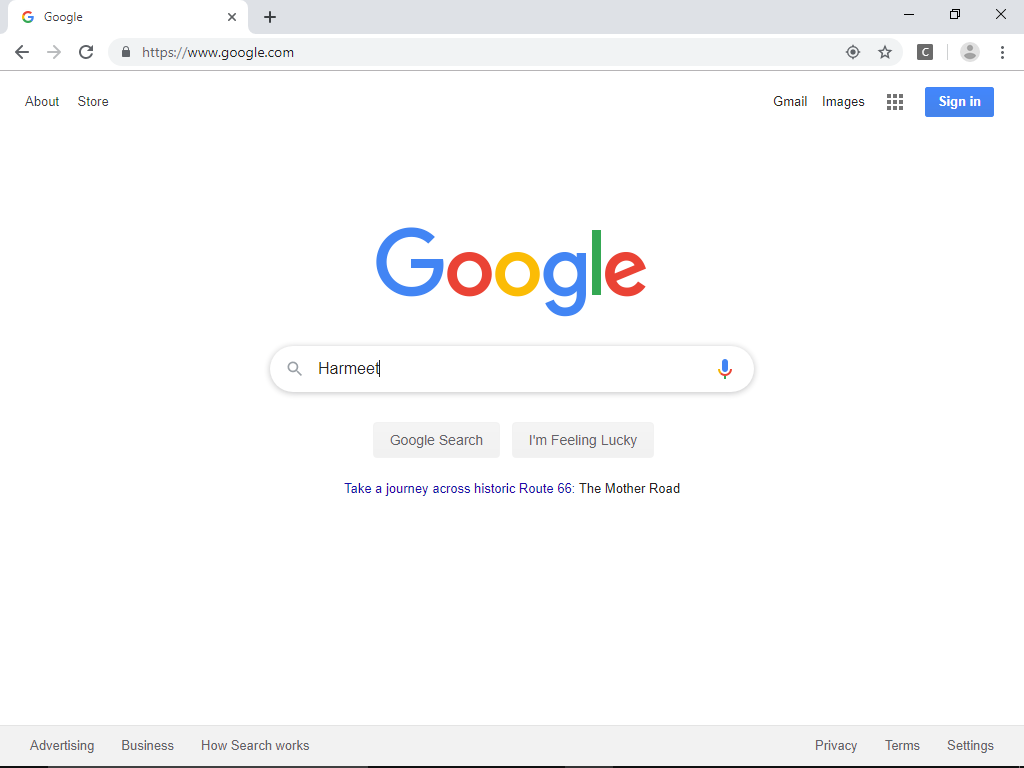 Google
https://www.google.com
C
About Store Gmail Images Sign in
Google
Harmeet
Google Search I'm Feeling Lucky
Take a journey across historic Route 66: The Mother Road
Advertising Business How Search works Privacy Terms Settings